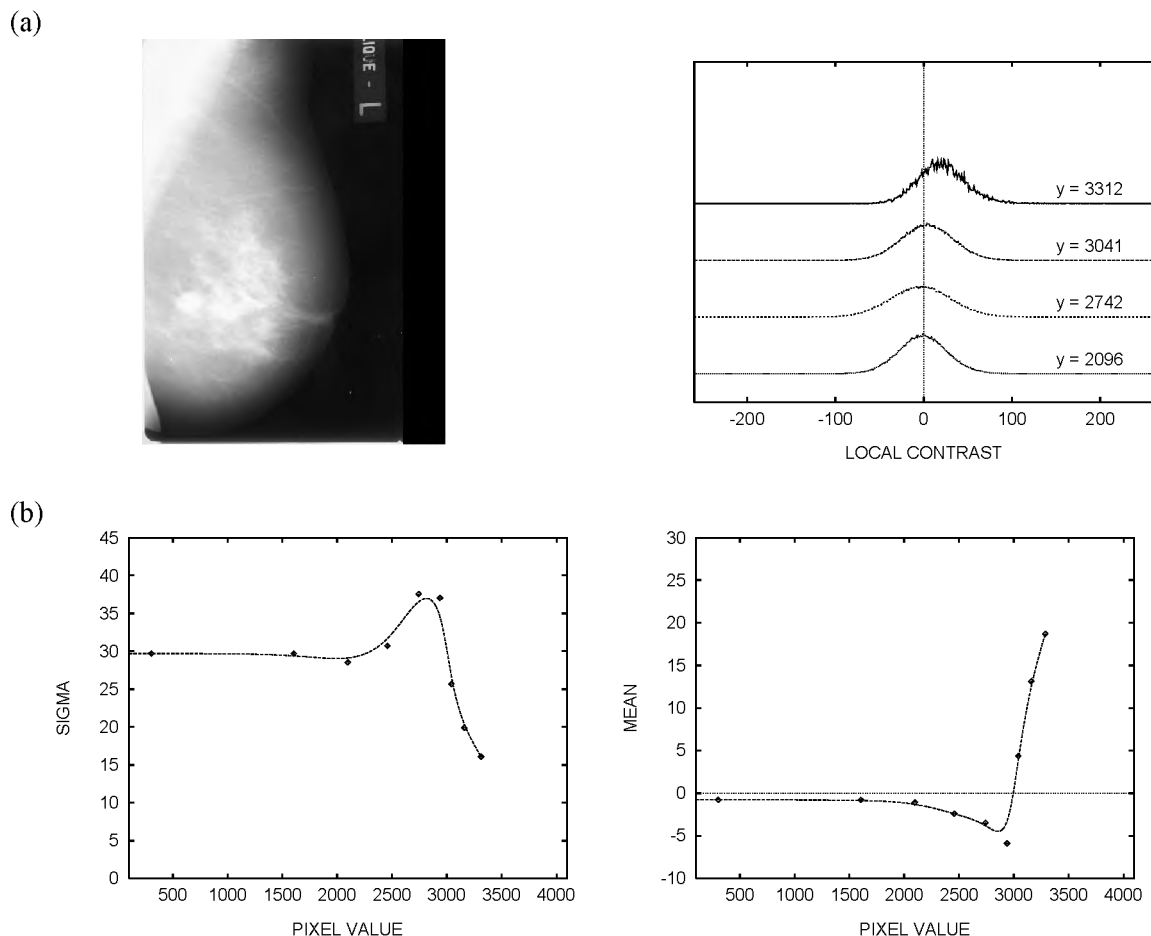 (a)
LIQUE - L
y = 3312
y = 3041
y = 2742
y = 2096
-200 -100 0 100 200
LOCAL CONTRAST
(b)
45
40
35
30
25
20
15
10
5
0
SIGMA
500 1000 1500 2000 2500 3000 3500 4000
PIXEL VALUE
30
25
20
15
10
5
0
-5
-10
MEAN
500 1000 1500 2000 2500 3000 3500 4000
PIXEL VALUE